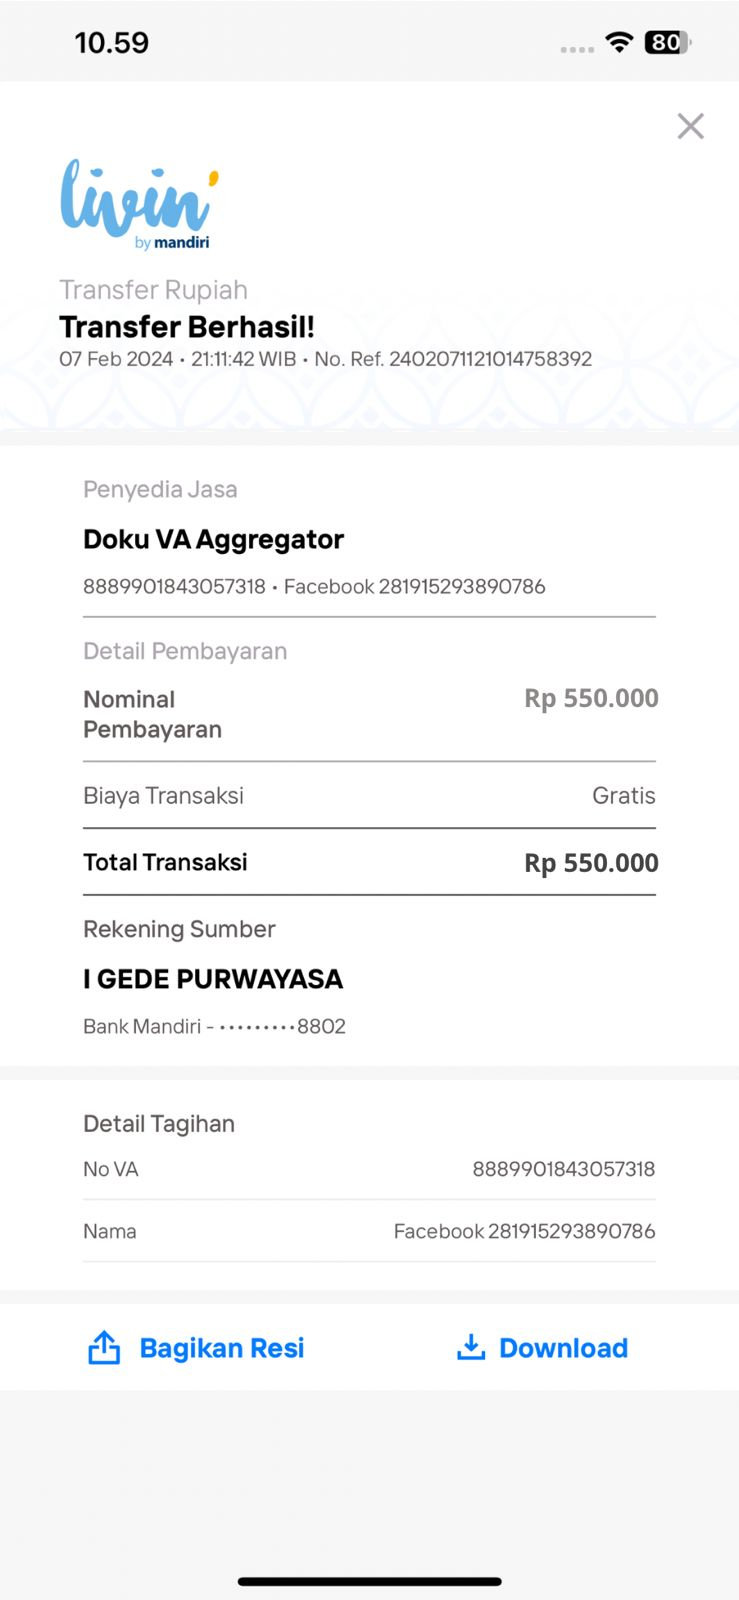 10.59
80
livin'
by mandiri
Transfer Rupiah
Transfer Berhasil!
07 Feb 2024 • 21:11:42 WIB • No. Ref. 2402071121014758392
Penyedia Jasa
Doku VA Aggregator
8889901843057318 • Facebook 281915293890786
Detail Pembayaran
Nominal Rp 550.000
Pembayaran
Biaya Transaksi Gratis
Total Transaksi Rp 550.000
Rekening Sumber
I GEDE PURWAYASA
Bank Mandiri - •••••••••8802
Detail Tagihan
No VA 8889901843057318
Nama Facebook 281915293890786
Bagikan Resi Download